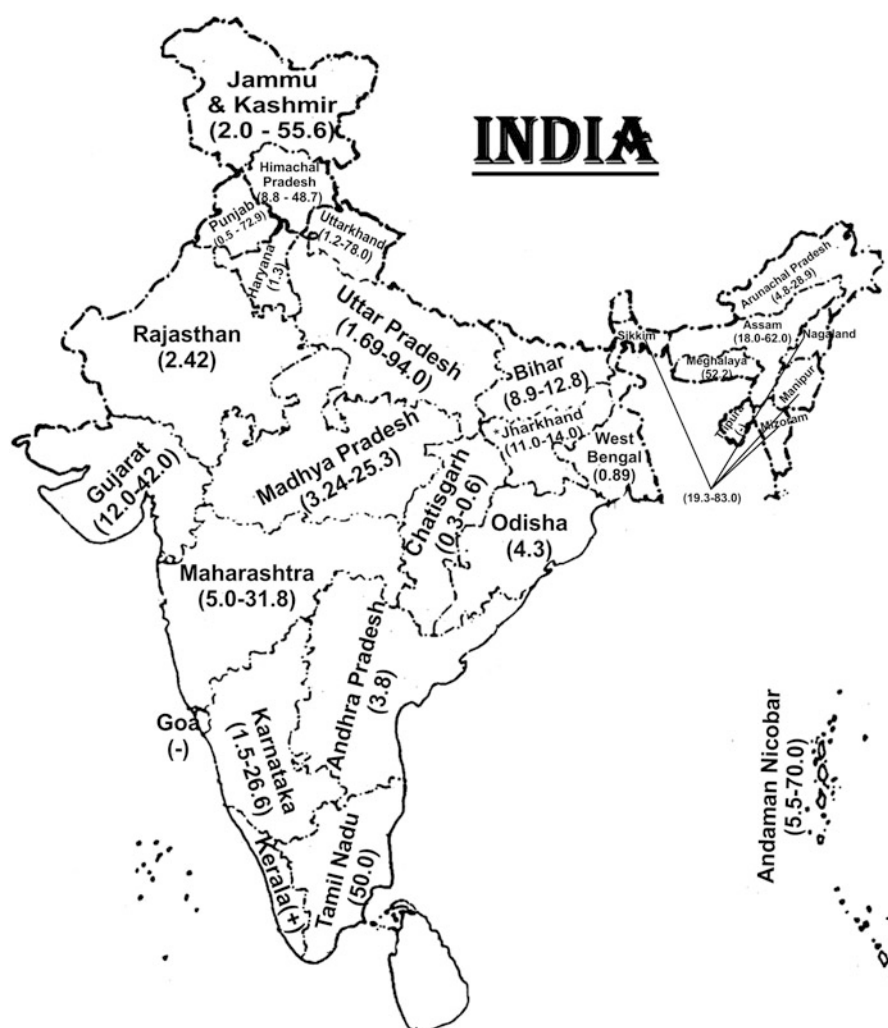 INDIA
Jammu
& Kashmir
(2.0 - 55.6)
Himachal
Pradesh
(8.8 - 48.7)
Punjab
(0.5 - 72.9)
Uttarkhand
(1.2-78.0)
Haryana
(1.3)
Rajasthan
(2.42)
Uttar Pradesh
(1.69-94.0)
Arunachal Pradesh
(4.8-28.9)
Sikkim
Assam
(18.0-62.0)
Nagaland
Meghalaya
(52.2)
Manipur
Mizoram
(19.3-83.0)
Bihar
(8.9-12.8)
*Jharkhand
(11.0-14.0)
West
Bengal
(0.89)
Gujarat
(12.0-42.0)
Madhya Pradesh
(3.24-25.3)
Chatisgarh
(0.3-0.6)
Odisha
(4.3)
Maharashtra
(5.0-31.8)
Andhra Pradesh
(3.8)
Goa
(-)
Karnataka
(1.5-26.6)
Kerala(+)
Tamil Nadu
(50.0)
Andaman Nicobar
(5.5-70.0)